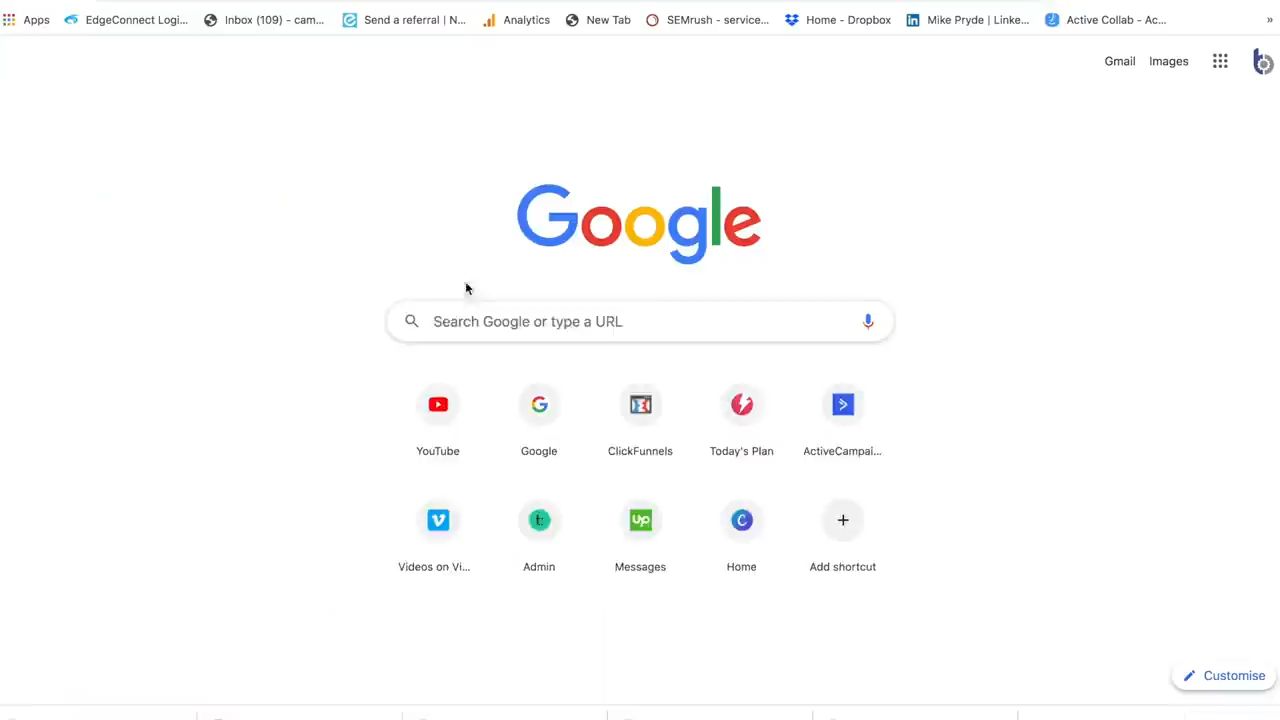 Apps EdgeConnect Logi... Inbox (109) - cam... Send a referral | N... Analytics New Tab SEMrush - service... Home - Dropbox Mike Pryde | Linke... Active Collab - Ac... »
Gmail Images
Google
Search Google or type a URL
YouTube Google ClickFunnels Today's Plan ActiveCampai...
Videos on Vi... Admin Messages Home Add shortcut
Customise